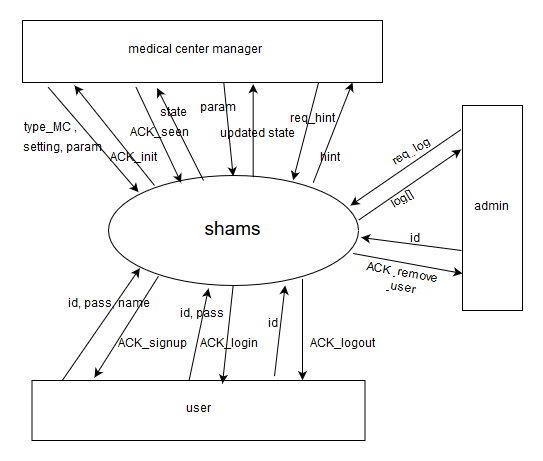 medical center manager
state
param
type_MC ,
setting, param
ACK_seen
updated state
req_hint
ACK_init
hint
req_log
log[]
admin
shams
id
ACK_remove
_user
id, pass, name
id, pass
id
ACK_signup
ACK_login
ACK_logout
user